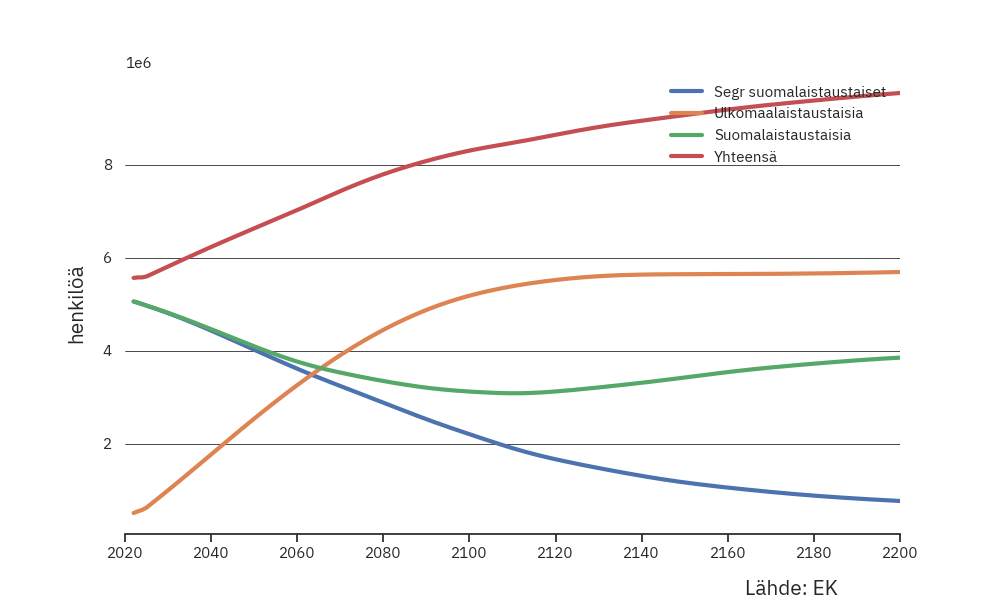 1e6
Segr suomalaistaustaiset
Ulkomaalaistaustaisia
Suomalaistaustaisia
Yhteensä
8
6
4
2
henkilöä
2020 2040 2060 2080 2100 2120 2140 2160 2180 2200
Lähde: EK